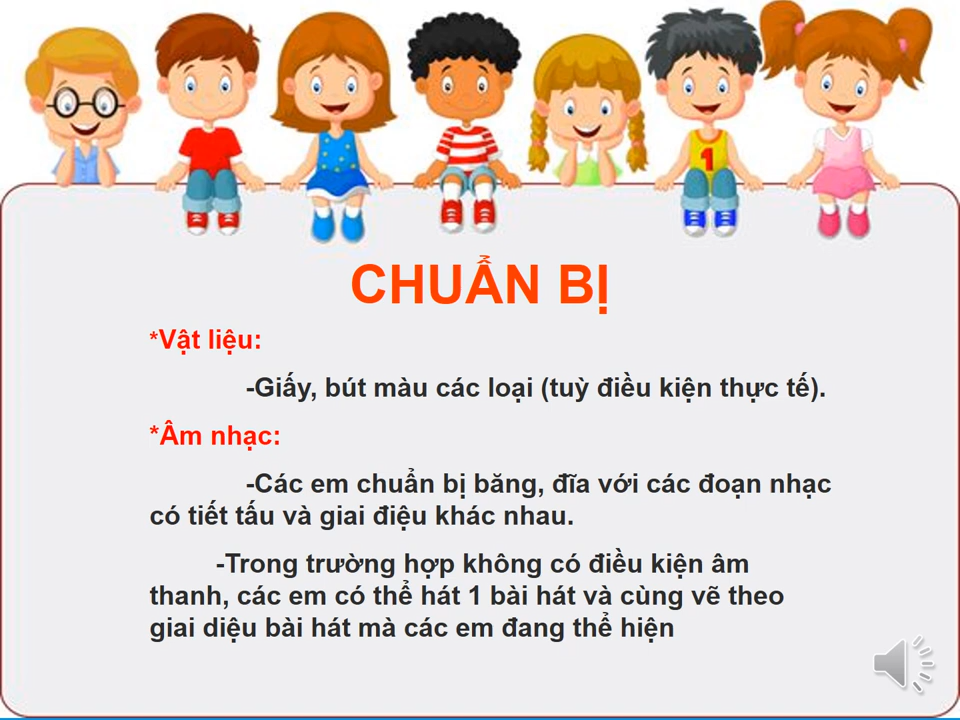 1
CHUẨN BỊ
*Vật liệu:
-Giấy, bút màu các loại (tuỳ điều kiện thực tế).
*Âm nhạc:
-Các em chuẩn bị băng, đĩa với các đoạn nhạc
có tiết tấu và giai điệu khác nhau.
-Trong trường hợp không có điều kiện âm
thanh, các em có thể hát 1 bài hát và cùng vẽ theo
giai diệu bài hát mà các em đang thể hiện